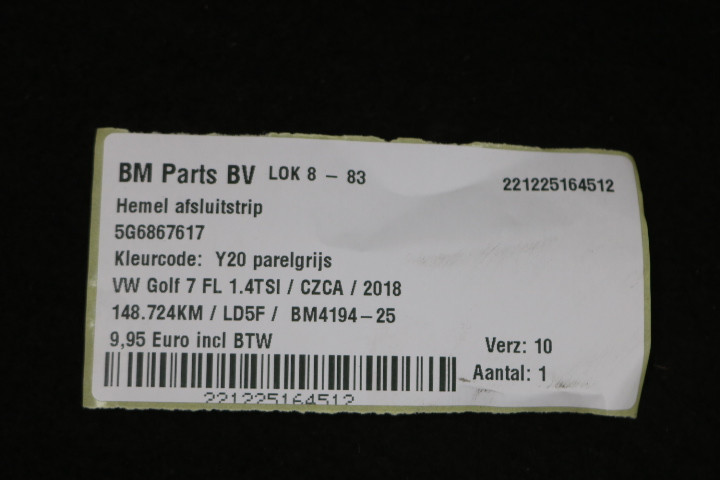 BM Parts BV LOK 8 - 83 221225164512
Hemel afsluitstrip
5G6867617
Kleurcode: Y20 parelgrijs
VW Golf 7 FL 1.4TSI / CZCA / 2018
148.724KM / LD5F / BM4194-25
9,95 Euro incl BTW Verz: 10
Aantal: 1
221225164512